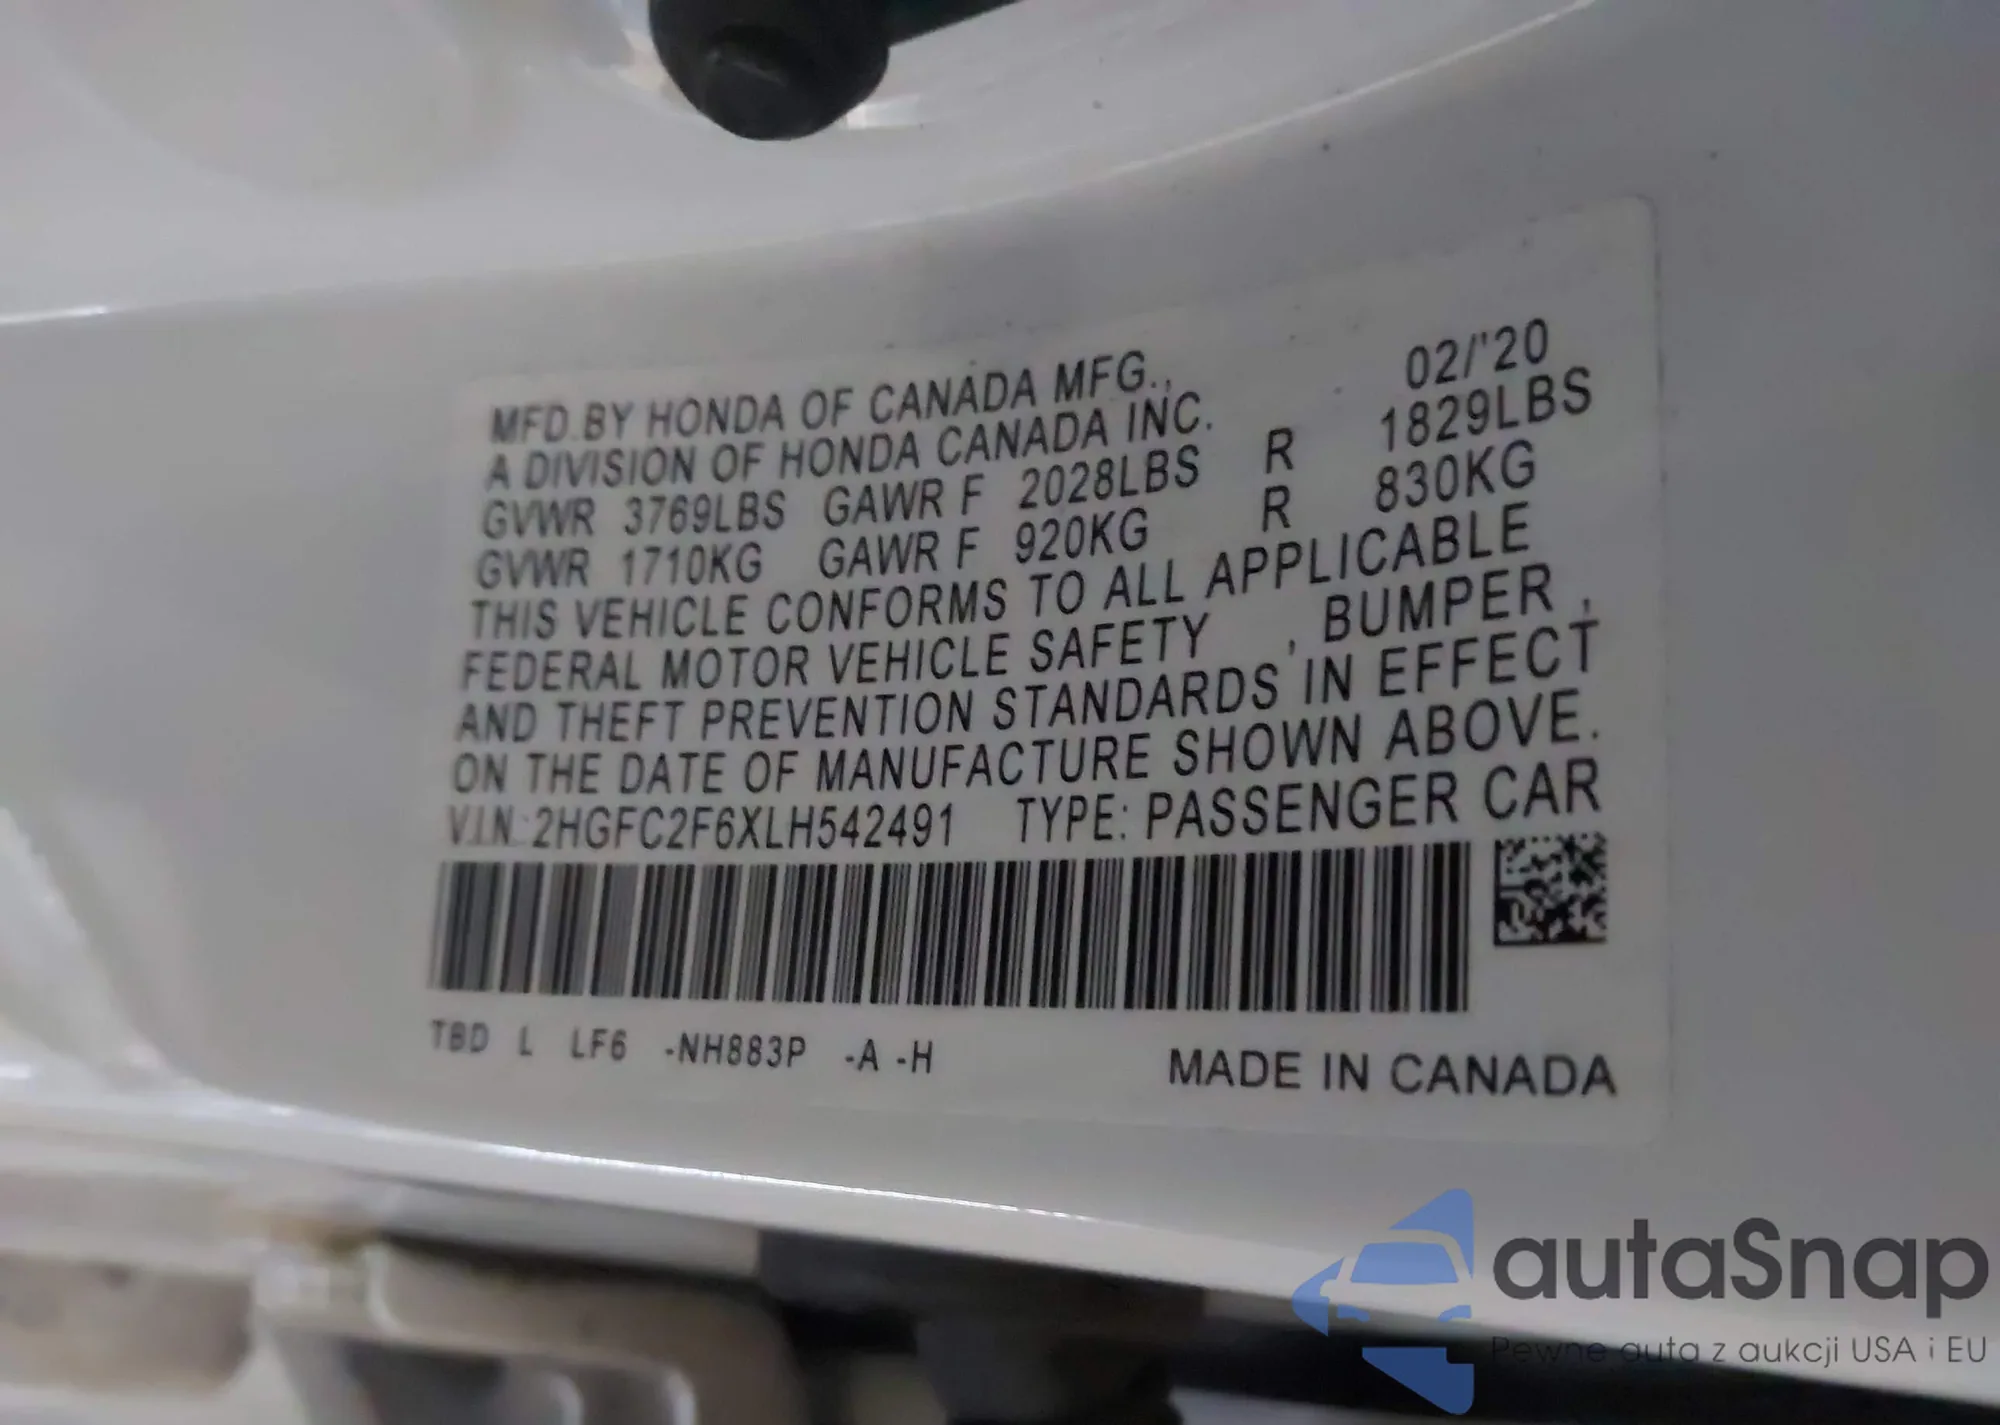 MFD. BY HONDA OF CANADA MFG., 02/'20
A DIVISION OF HONDA CANADA INC.
GVWR 3769LBS GAWR F 2028LBS R 1829LBS
GVWR 1710KG GAWR F 920KG R 830KG
THIS VEHICLE CONFORMS TO ALL APPLICABLE
FEDERAL MOTOR VEHICLE SAFETY , BUMPER ,
AND THEFT PREVENTION STANDARDS IN EFFECT
ON THE DATE OF MANUFACTURE SHOWN ABOVE.
V.I.N.:2HGFC2F6XLH542491 TYPE: PASSENGER CAR
TBD L LF6 -NH883P -A -H MADE IN CANADA
autaSnap
Pewne auta z aukcji USA i EU